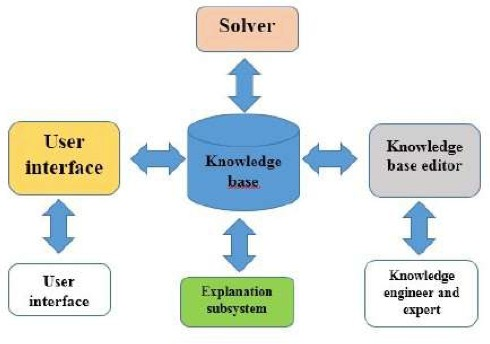 Solver
User
interface
Knowledge
base
Knowledge
base editor
User
interface
Explanation
subsystem
Knowledge
engineer and
expert